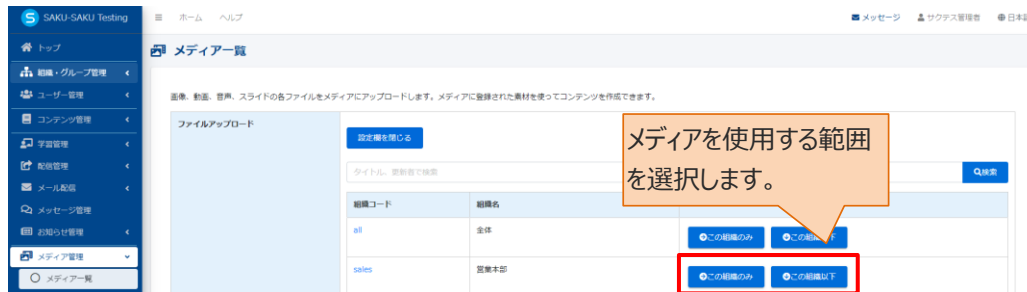 S SAKU-SAKU Testing
ホーム ヘルプ
メッセージ サクテス管理者 日本語
トップ
メディア一覧
組織・グループ管理
ユーザー管理
画像、動画、音声、スライドの各ファイルをメディアにアップロードします。メディアに登録された素材を使ってコンテンツを作成できます。
コンテンツ管理
ファイルアップロード
設定欄を閉じる
メディアを使用する範囲
を選択します。
学習管理
配信管理
タイトル、更新者で検索
検索
メール配信
メッセージ管理
組織コード 組織名
お知らせ管理
all 全体 この組織のみ この組織以下
メディア管理
メディア一覧
sales 営業本部 この組織のみ この組織以下